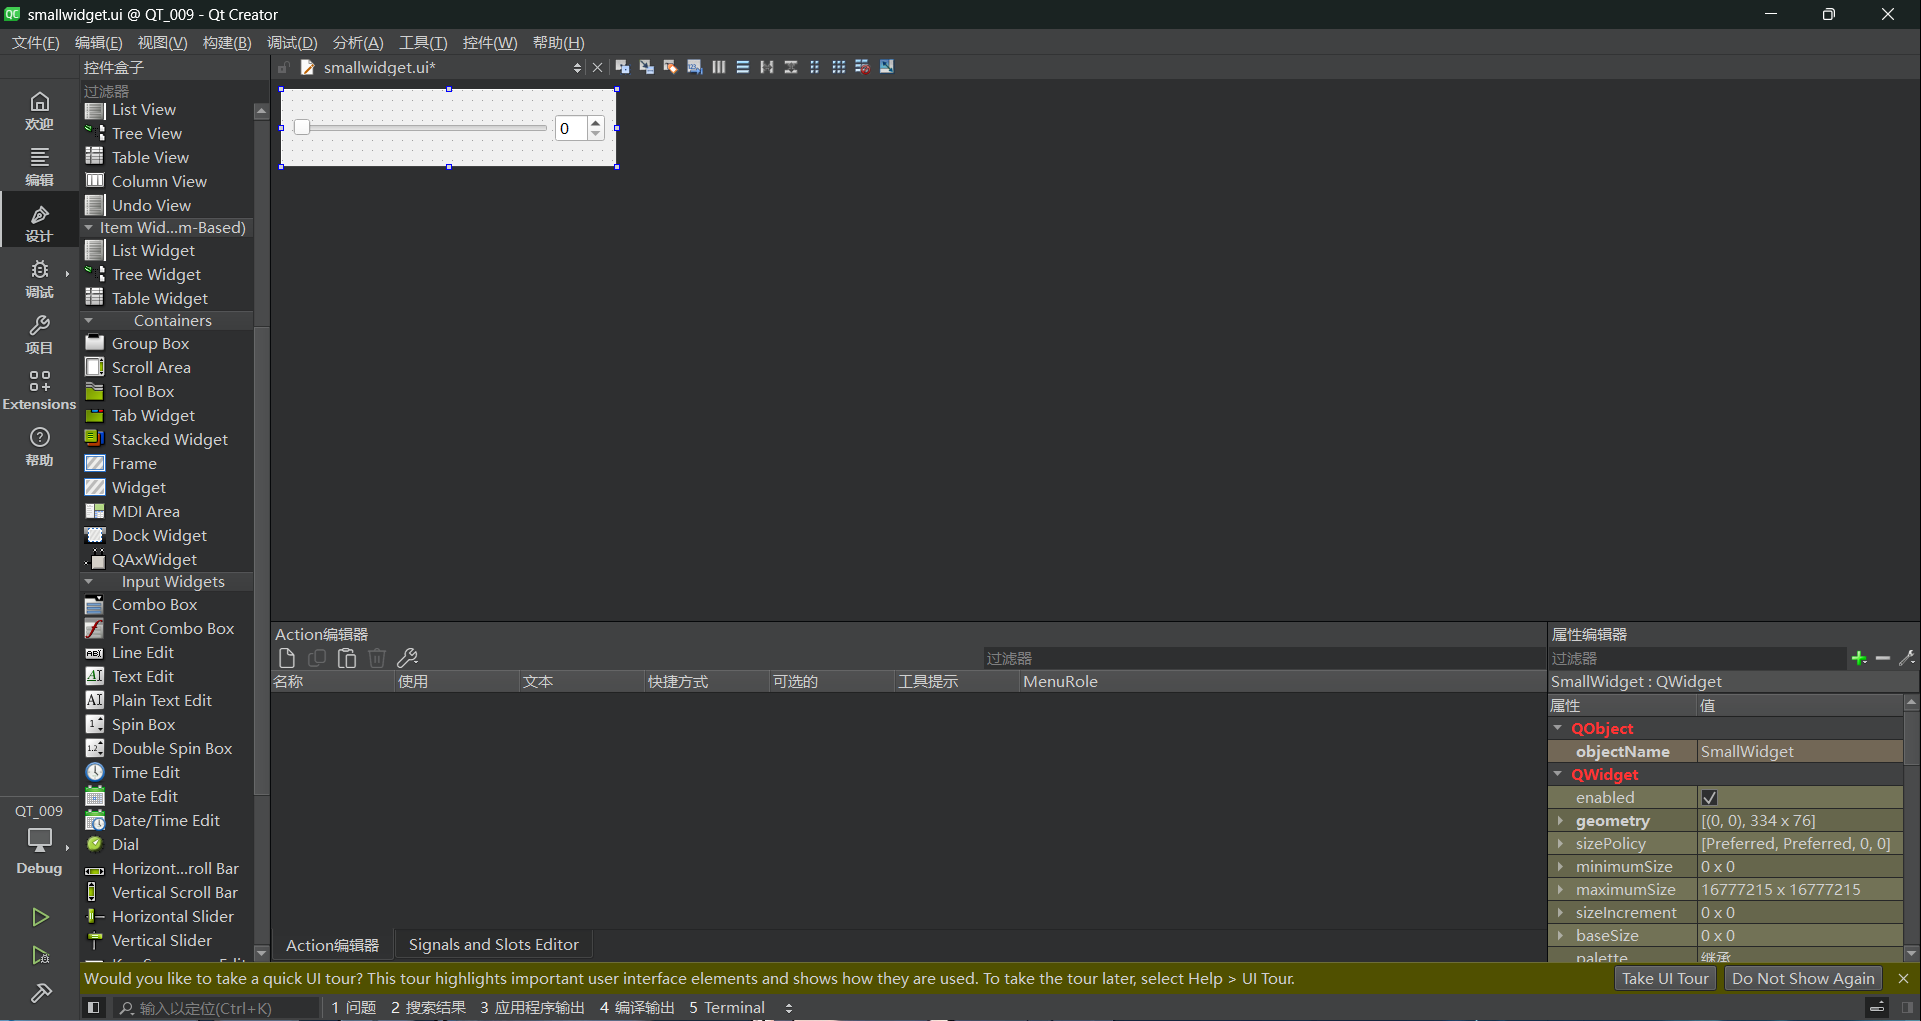 smallwidget.ui @ QT_009 - Qt Creator
文件(F) 编辑(E) 视图(V) 构建(B) 调试(D) 分析(A) 工具(T) 控件(W) 帮助(H)
控件盒子
smallwidget.ui*
过滤器
欢迎
编辑
设计
调试
项目
Extensions
帮助
QT_009
Debug
List View
Tree View
Table View
Column View
Undo View
Item Wid...m-Based)
List Widget
Tree Widget
Table Widget
Containers
Group Box
Scroll Area
Tool Box
Tab Widget
Stacked Widget
Frame
Widget
MDI Area
Dock Widget
QAxWidget
Input Widgets
Combo Box
Font Combo Box
Line Edit
Text Edit
Plain Text Edit
Spin Box
Double Spin Box
Time Edit
Date Edit
Date/Time Edit
Dial
Horizont...roll Bar
Vertical Scroll Bar
Horizontal Slider
Vertical Slider
0
Action编辑器
过滤器
名称 使用 文本 快捷方式 可选的 工具提示 MenuRole
Action编辑器 Signals and Slots Editor
属性编辑器
过滤器
SmallWidget : QWidget
属性 值
QObject
objectName SmallWidget
QWidget
enabled
geometry [(0, 0), 334 x 76]
sizePolicy [Preferred, Preferred, 0, 0]
minimumSize 0 x 0
maximumSize 16777215 x 16777215
sizeIncrement 0 x 0
baseSize 0 x 0
palette 继承
Would you like to take a quick UI tour? This tour highlights important user interface elements and shows how they are used. To take the tour later, select Help > UI Tour. Take UI Tour Do Not Show Again
输入以定位(Ctrl+K) 1 问题 2 搜索结果 3 应用程序输出 4 编译输出 5 Terminal